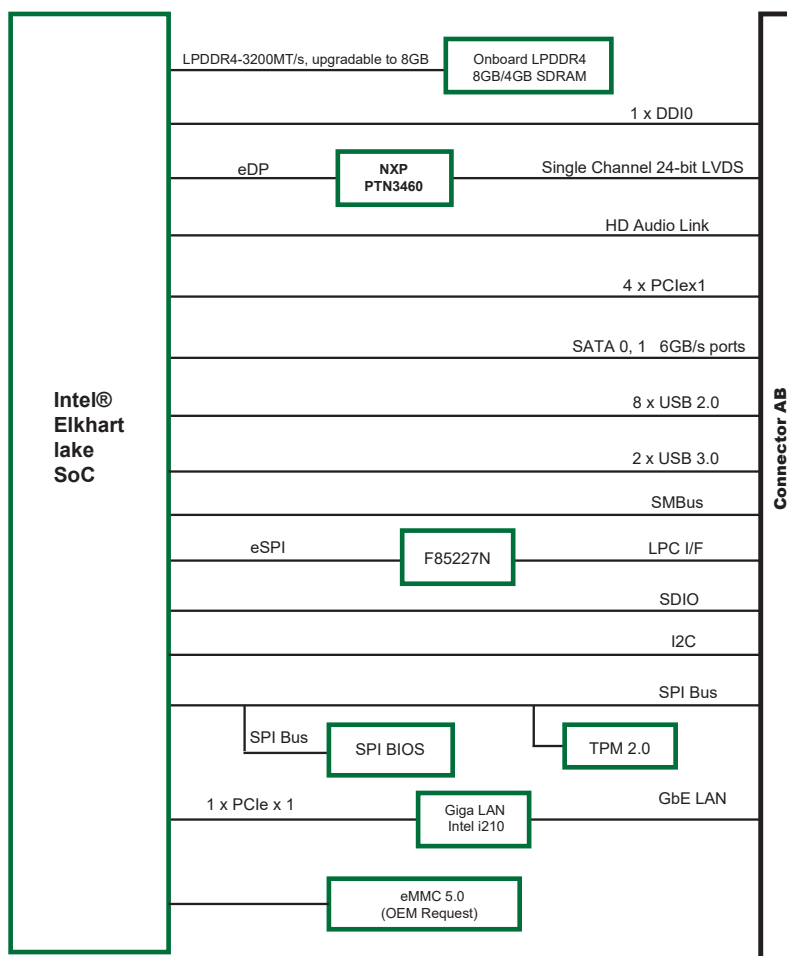 LPDDR4-3200MT/s, upgradable to 8GB
Onboard LPDDR4
8GB/4GB SDRAM
1 x DDI0
eDP
NXP
PTN3460
Single Channel 24-bit LVDS
HD Audio Link
4 x PCIex1
SATA 0, 1 6GB/s ports
Intel®
Elkhart
lake
SoC
8 x USB 2.0
Connector AB
2 x USB 3.0
SMBus
eSPI
F85227N
LPC I/F
SDIO
I2C
SPI Bus
SPI Bus
SPI BIOS
TPM 2.0
1 x PCIe x 1
Giga LAN
Intel i210
GbE LAN
eMMC 5.0
(OEM Request)